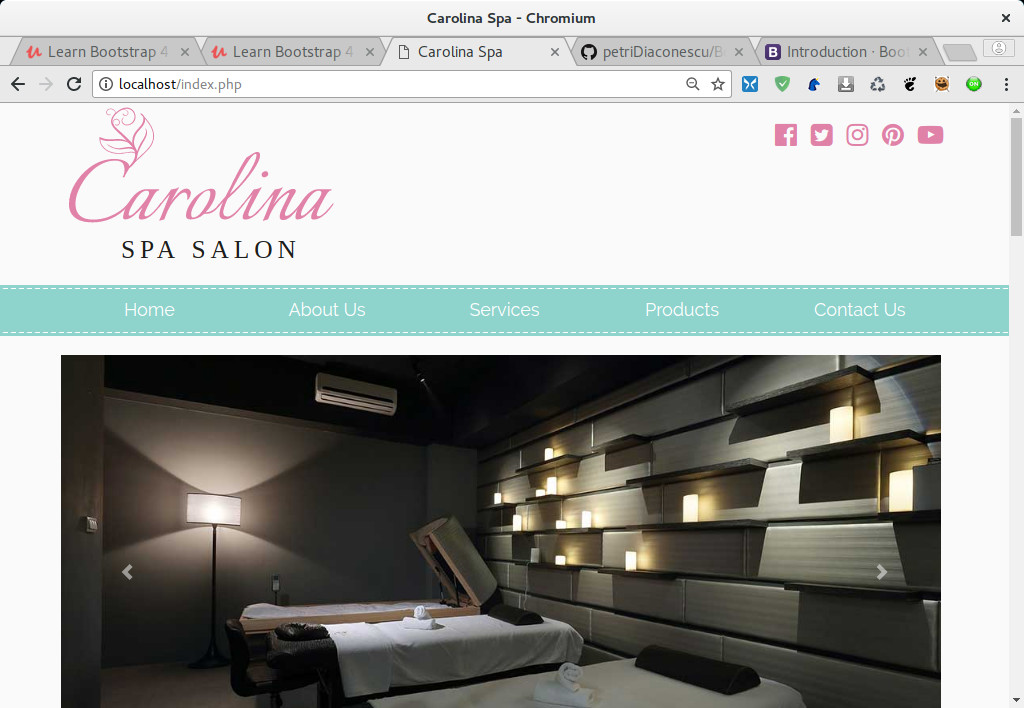 Carolina Spa - Chromium
Learn Bootstrap 4
Learn Bootstrap 4
Carolina Spa
petriDiaconescu/B
Introduction · Boot
localhost/index.php
ON
Carolina
SPA SALON
Home
About Us
Services
Products
Contact Us